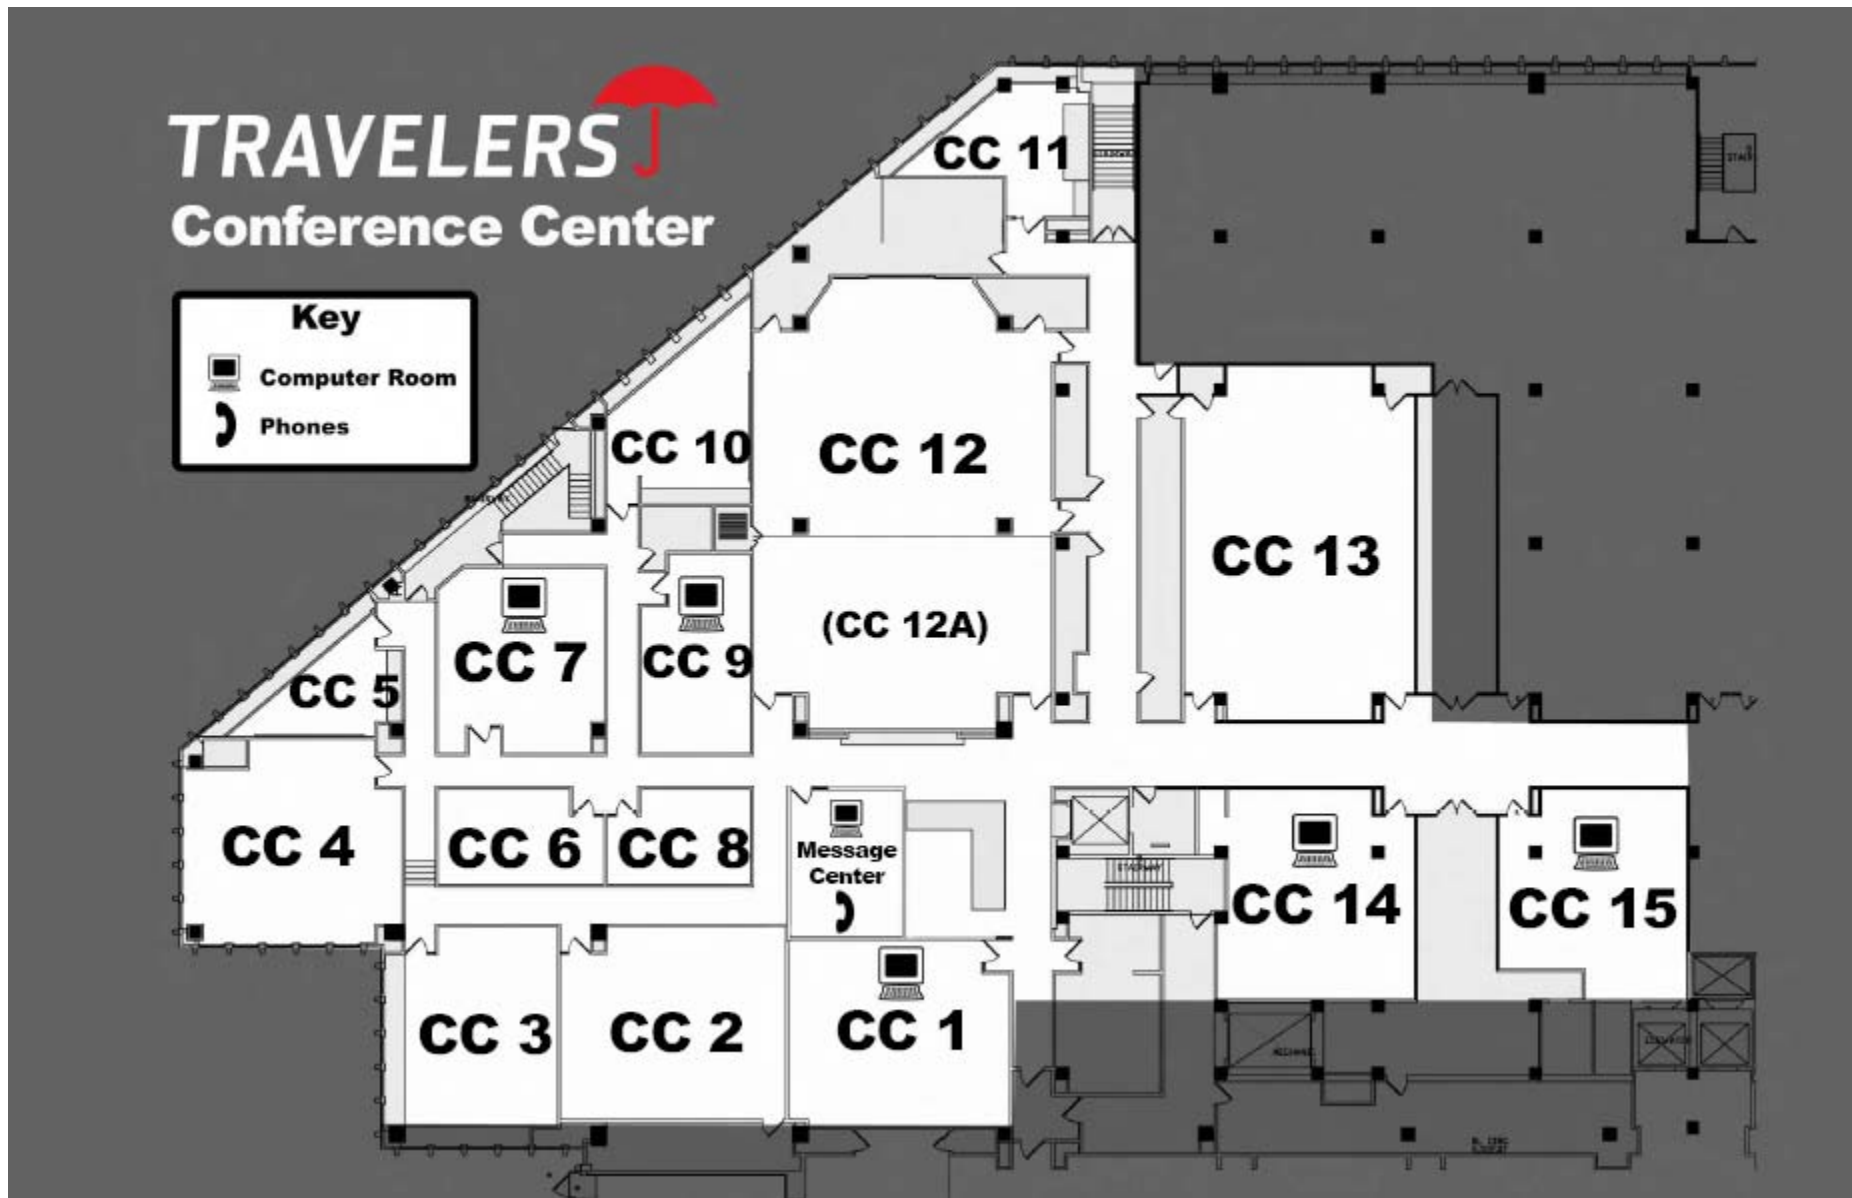 TRAVELERS
Conference Center
Key
Computer Room
Phones
CC 11
CC 10
CC 12
CC 13
(CC 12A)
CC 7
CC 9
CC 5
CC 4
CC 6
CC 8
Message
Center
CC 14
CC 15
CC 3
CC 2
CC 1